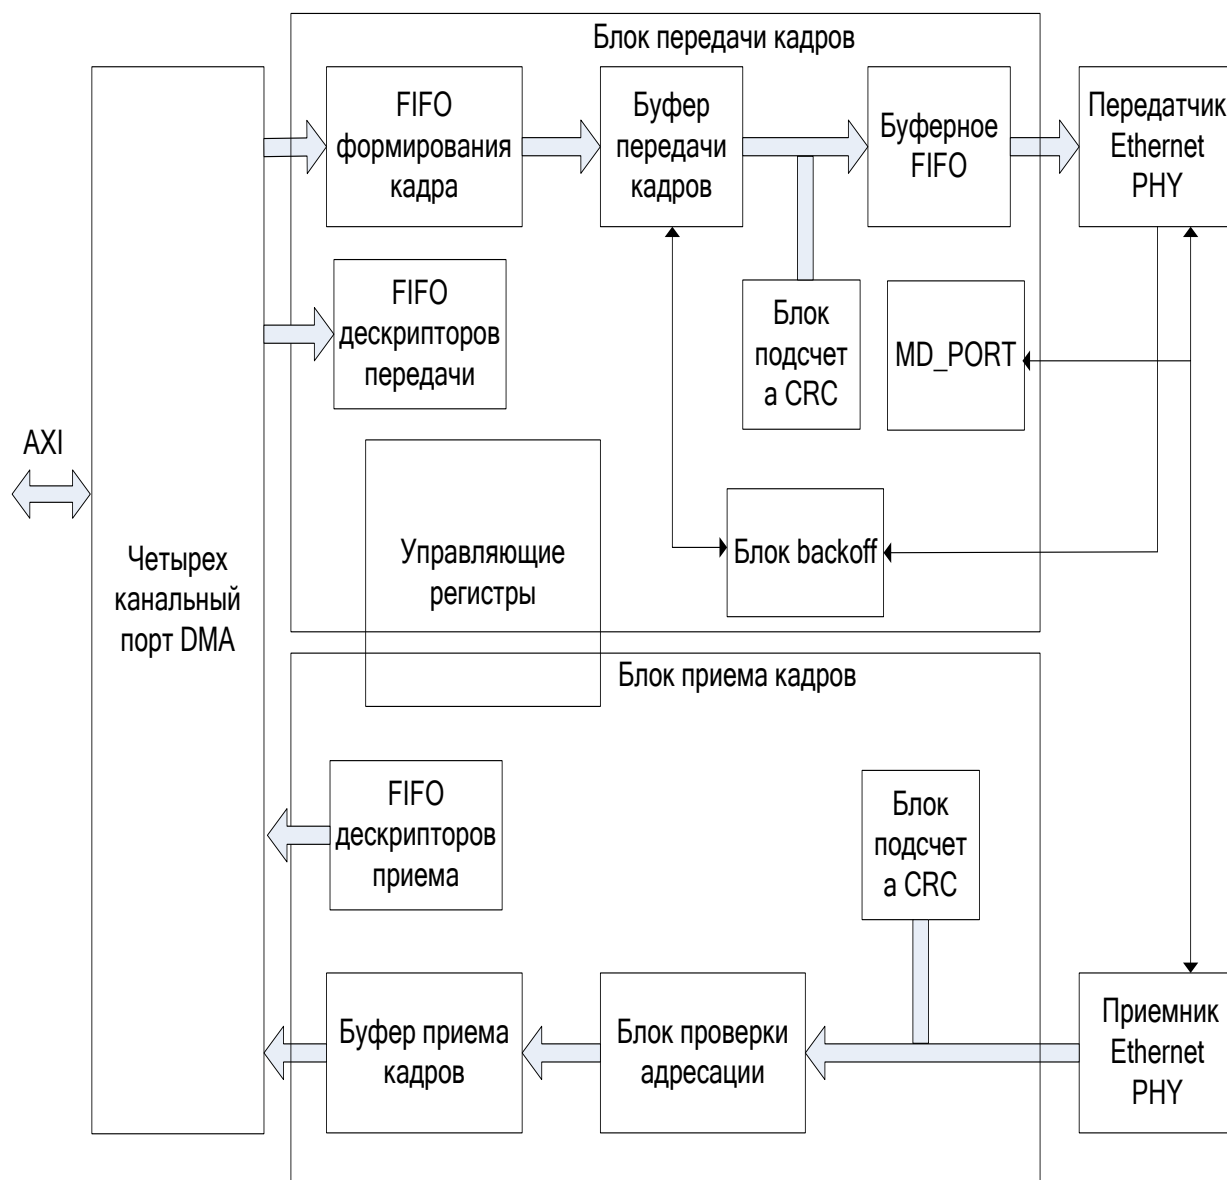 Блок передачи кадров
FIFO
формирования
кадра
Буфер
передачи
кадров
Буферное
FIFO
Передатчик
Ethernet
PHY
FIFO
дескрипторов
передачи
Блок
подсчет
а CRC
MD_PORT
AXI
Четырех
канальный
порт DMA
Управляющие
регистры
Блок backoff
Блок приема кадров
FIFO
дескрипторов
приема
Блок
подсчет
а CRC
Буфер приема
кадров
Блок проверки
адресации
Приемник
Ethernet
PHY